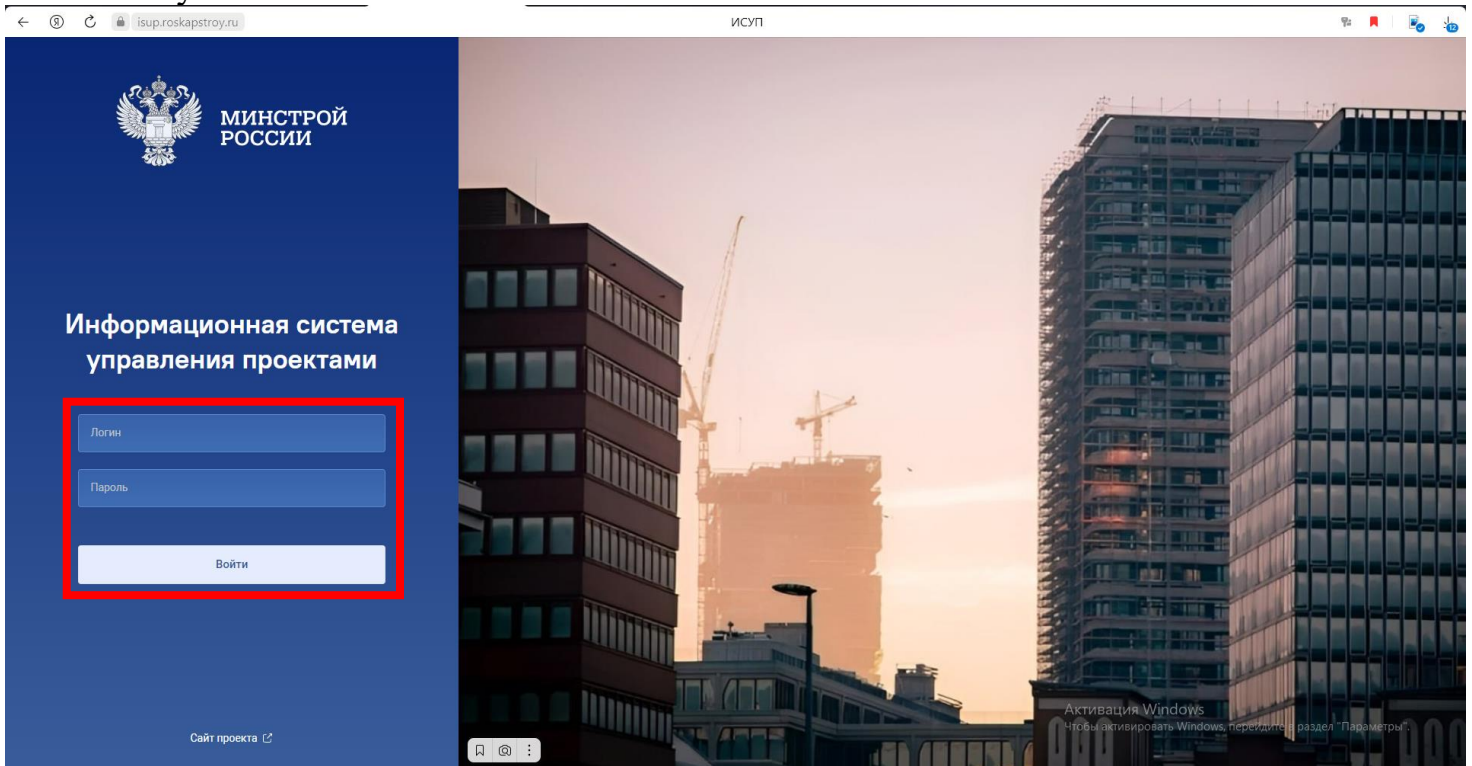 isup.roskapstroy.ru
ИСУП
12
МИНСТРОЙ
РОССИИ
Информационная система
управления проектами
Логин
Пароль
Войти
Сайт проекта
Активация Windows
Чтобы активировать Windows, перейдите в раздел "Параметры".